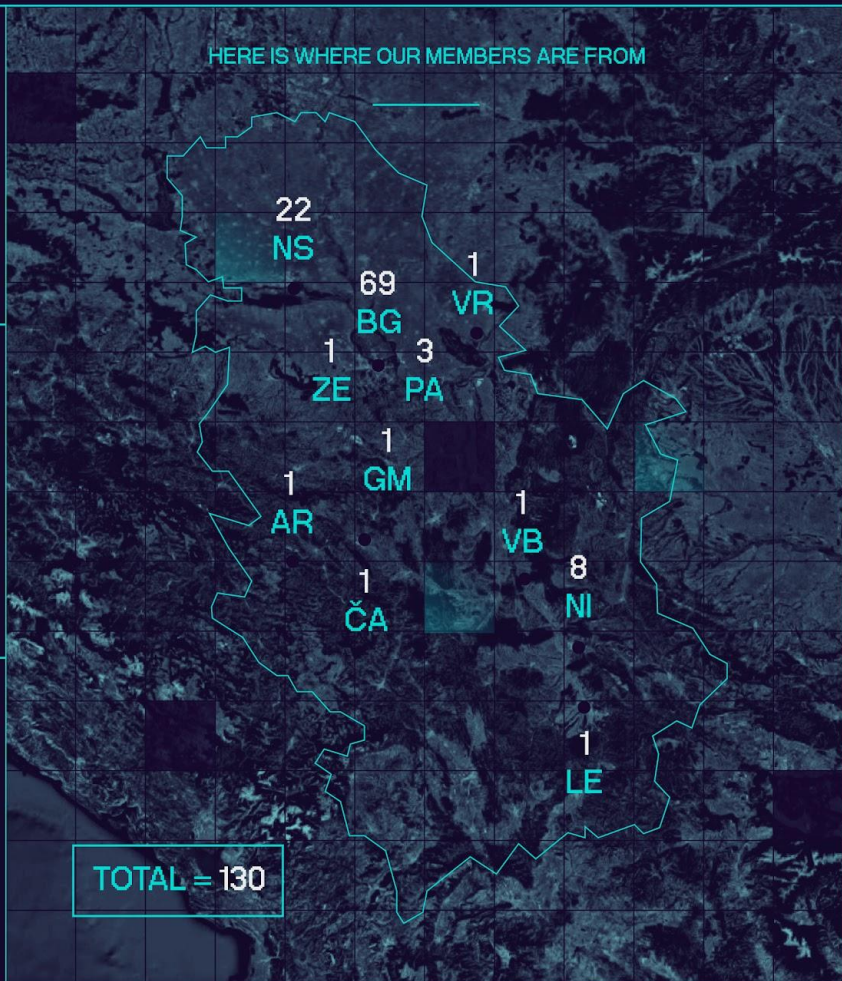 HERE IS WHERE OUR MEMBERS ARE FROM
22
NS
1
VR
69
BG
1
ZE
3
PA
1
GM
1
AR
1
VB
8
NI
1
ČA
1
LE
TOTAL = 130